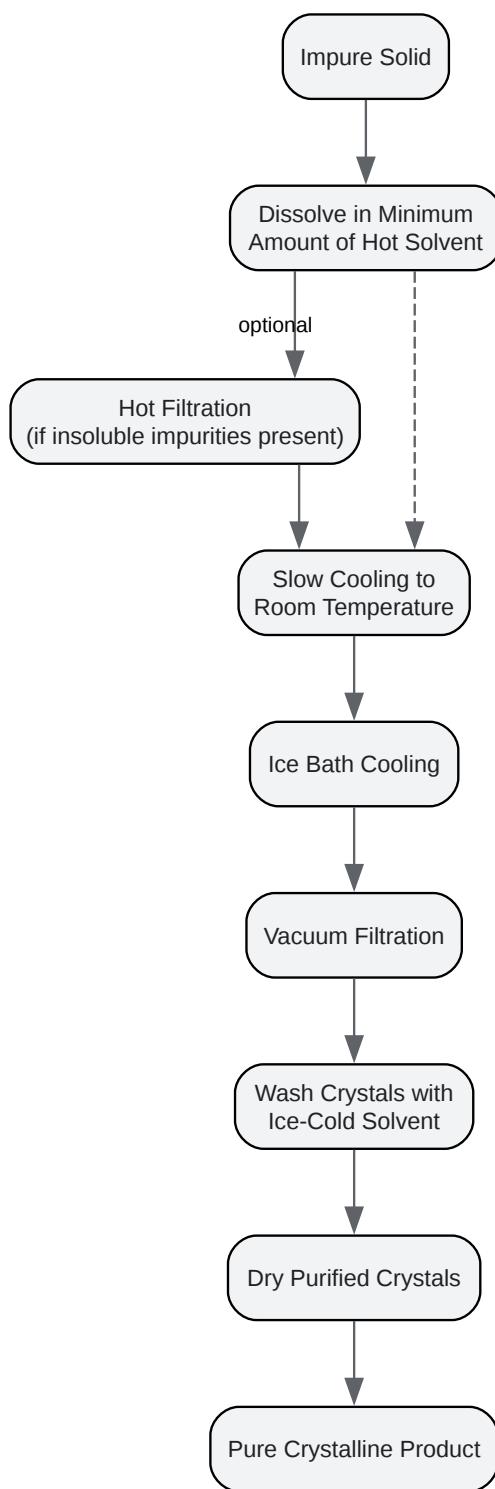 Impure Solid
Dissolve in Minimum
Amount of Hot Solvent
optional
Hot Filtration
(if insoluble impurities present)
Slow Cooling to
Room Temperature
Ice Bath Cooling
Vacuum Filtration
Wash Crystals with
Ice-Cold Solvent
Dry Purified Crystals
Pure Crystalline Product